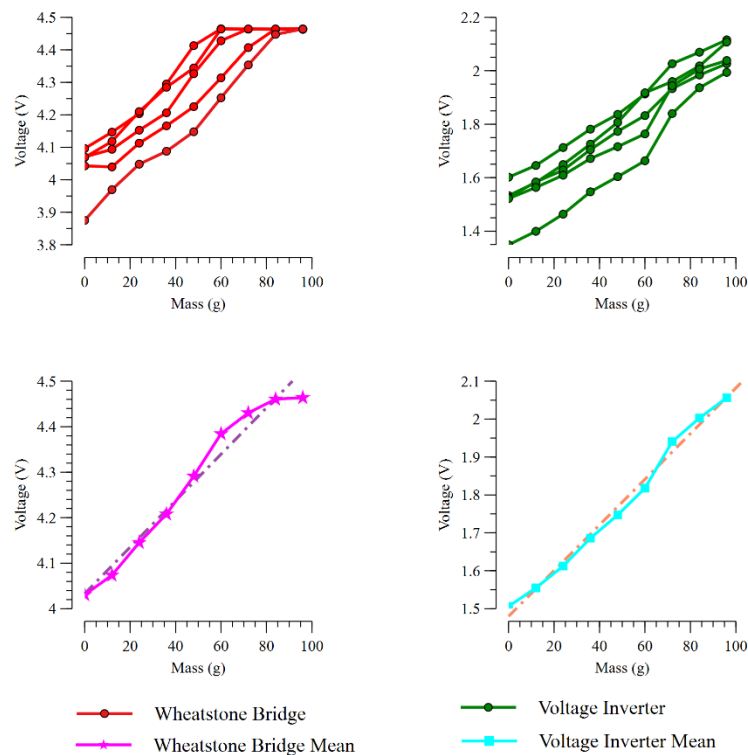 4.5
4.4
4.3
4.2
4.1
4
3.9
3.8
Voltage (V)
0 20 40 60 80 100
Mass (g)
2.2
2
1.8
1.6
1.4
Voltage (V)
0 20 40 60 80 100
Mass (g)
4.5
4.4
4.3
4.2
4.1
4
Voltage (V)
0 20 40 60 80 100
Mass (g)
2.1
2
1.9
1.8
1.7
1.6
1.5
Voltage (V)
0 20 40 60 80 100
Mass (g)
Wheatstone Bridge
Wheatstone Bridge Mean
Voltage Inverter
Voltage Inverter Mean